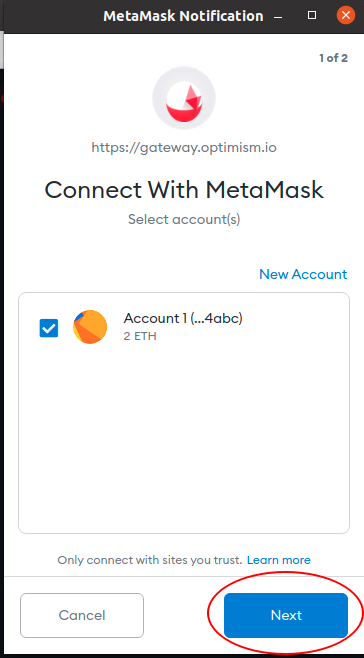 MetaMask Notification
1 of 2
https://gateway.optimism.io
Connect With MetaMask
Select account(s)
New Account
Account 1 (...4abc)
2 ETH
Only connect with sites you trust. Learn more
Cancel
Next